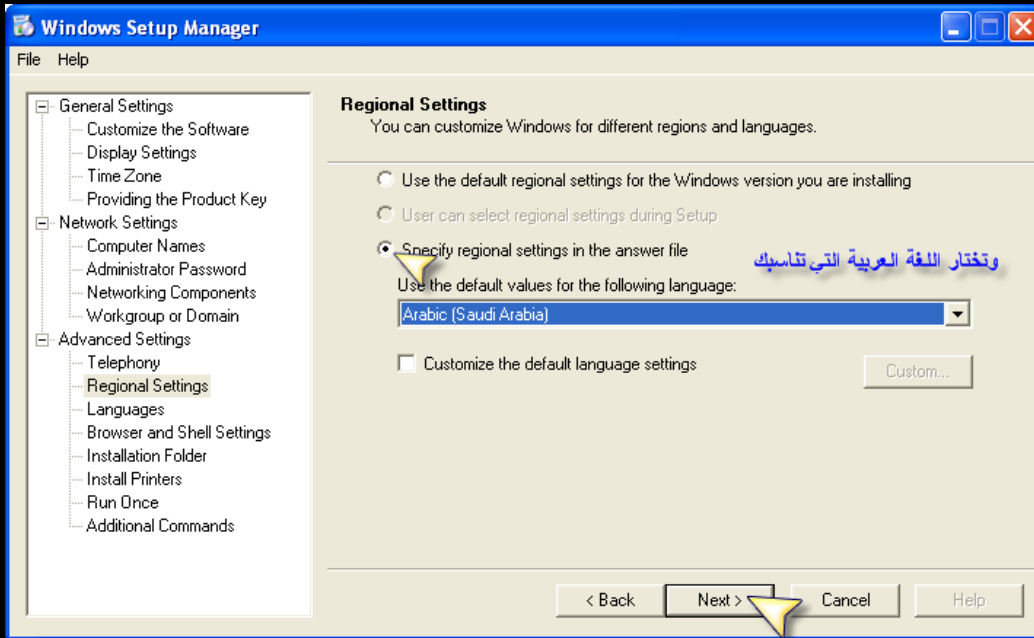 Windows Setup Manager
File Help
General Settings
Customize the Software
Display Settings
Time Zone
Providing the Product Key
Network Settings
Computer Names
Administrator Password
Networking Components
Workgroup or Domain
Advanced Settings
Telephony
Regional Settings
Languages
Browser and Shell Settings
Installation Folder
Install Printers
Run Once
Additional Commands
Regional Settings
You can customize Windows for different regions and languages.
Use the default regional settings for the Windows version you are installing
User can select regional settings during Setup
Specify regional settings in the answer file
وتختار اللغة العربية التي تناسبك
Use the default values for the following language:
Arabic (Saudi Arabia)
Customize the default language settings
Custom...
< Back Next > Cancel Help